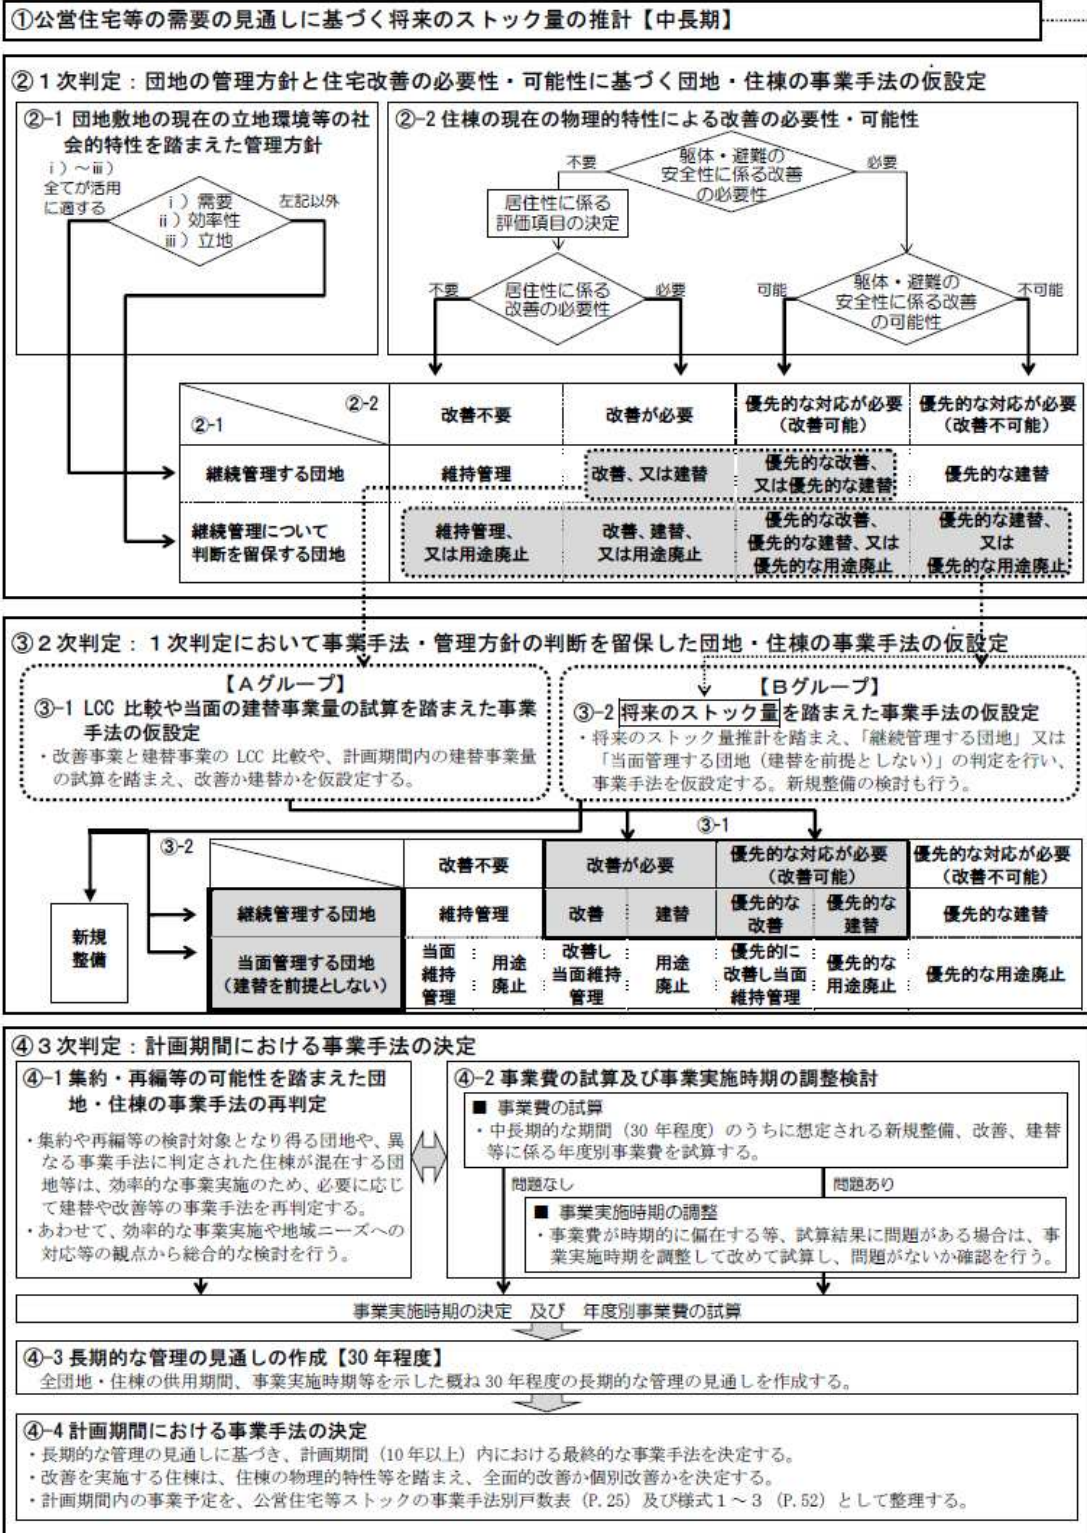 ①公営住宅等の需要の見通しに基づく将来のストック量の推計【中長期】
②１次判定：団地の管理方針と住宅改善の必要性・可能性に基づく団地・住棟の事業手法の仮設定
②-1 団地敷地の現在の立地環境等の社
会的特性を踏まえた管理方針
ⅰ）～ⅲ）
全てが活用
に適する
ⅰ）需要
ⅱ）効率性
ⅲ）立地
左記以外
②-2 住棟の現在の物理的特性による改善の必要性・可能性
不要
躯体・避難の
安全性に係る改善
の必要性
必要
居住性に係る
評価項目の決定
不要
居住性に係る
改善の必要性
必要
可能
躯体・避難の
安全性に係る改善
の可能性
不可能
②-2
②-1
改善不要
改善が必要
優先的な対応が必要
（改善可能）
優先的な対応が必要
（改善不可能）
継続管理する団地
維持管理
改善、又は建替
優先的な改善、
又は優先的な建替
優先的な建替
継続管理について
判断を留保する団地
維持管理、
又は用途廃止
改善、建替、
又は用途廃止
優先的な改善、
優先的な建替、又は
優先的な用途廃止
優先的な建替、
又は
優先的な用途廃止
③２次判定：１次判定において事業手法・管理方針の判断を留保した団地・住棟の事業手法の仮設定
【Ａグループ】
③-1 LCC 比較や当面の建替事業量の試算を踏まえた事業
手法の仮設定
・改善事業と建替事業の LCC 比較や、計画期間内の建替事業量
の試算を踏まえ、改善か建替かを仮設定する。
【Ｂグループ】
③-2 将来のストック量を踏まえた事業手法の仮設定
・将来のストック量推計を踏まえ、「継続管理する団地」又は
「当面管理する団地（建替を前提としない）」の判定を行い、
事業手法を仮設定する。新規整備の検討も行う。
③-1
③-2
改善不要
改善が必要
優先的な対応が必要
（改善可能）
優先的な対応が必要
（改善不可能）
新規
整備
継続管理する団地
維持管理
改善
建替
優先的な
改善
優先的な
建替
優先的な建替
当面管理する団地
（建替を前提としない）
当面
維持
管理
用途
廃止
改善し
当面維持
管理
用途
廃止
優先的に
改善し当面
維持管理
優先的な
用途廃止
優先的な用途廃止
④３次判定：計画期間における事業手法の決定
④-1 集約・再編等の可能性を踏まえた団
地・住棟の事業手法の再判定
・集約や再編等の検討対象となり得る団地や、異
なる事業手法に判定された住棟が混在する団
地等は、効率的な事業実施のため、必要に応じ
て建替や改善等の事業手法を再判定する。
・あわせて、効率的な事業実施や地域ニーズへの
対応等の観点から総合的な検討を行う。
④-2 事業費の試算及び事業実施時期の調整検討
■ 事業費の試算
・中長期的な期間（30 年程度）のうちに想定される新規整備、改善、建替
等に係る年度別事業費を試算する。
問題なし
問題あり
■ 事業実施時期の調整
・事業費が時期的に偏在する等、試算結果に問題がある場合は、事
業実施時期を調整して改めて試算し、問題がないか確認を行う。
事業実施時期の決定　及び　年度別事業費の試算
④-3 長期的な管理の見通しの作成【30 年程度】
全団地・住棟の供用期間、事業実施時期等を示した概ね 30 年程度の長期的な管理の見通しを作成する。
④-4 計画期間における事業手法の決定
・長期的な管理の見通しに基づき、計画期間（10 年以上）内における最終的な事業手法を決定する。
・改善を実施する住棟は、住棟の物理的特性等を踏まえ、全面的改善か個別改善かを決定する。
・計画期間内の事業予定を、公営住宅等ストックの事業手法別戸数表（P.25）及び様式１～３（P.52）として整理する。